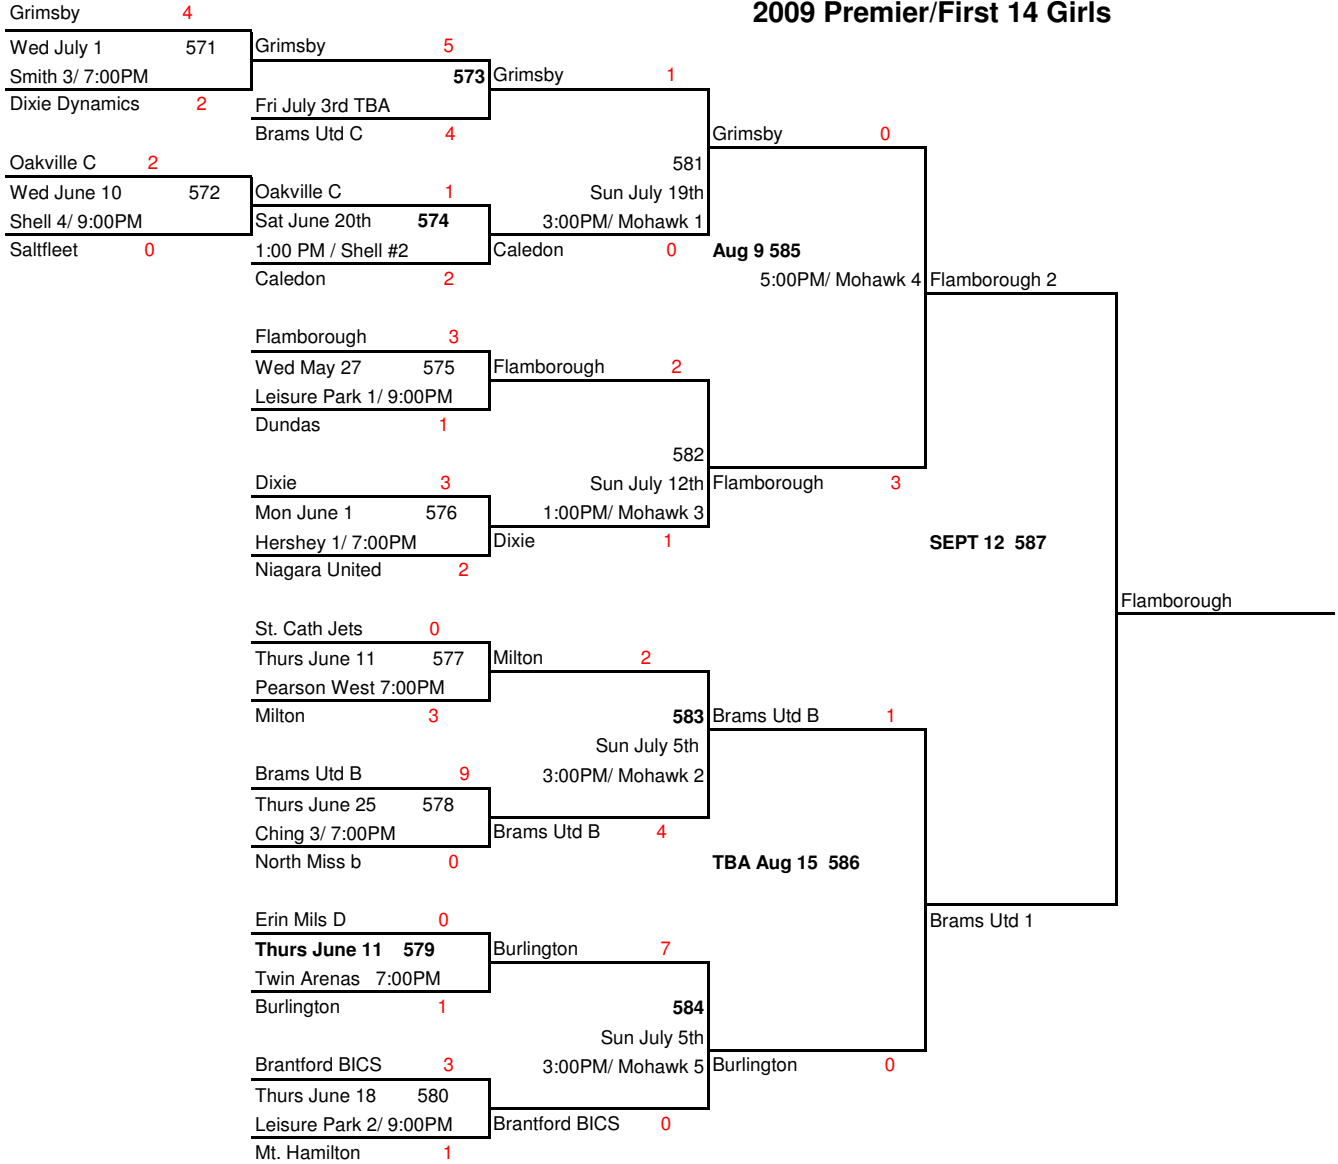 2009 Premier/First 14 Girls
Grimsby 4
Wed July 1 571
Smith 3/ 7:00PM
Dixie Dynamics 2
Oakville C 2
Wed June 10 572
Shell 4/ 9:00PM
Saltfleet 0
Grimsby 5
573
Fri July 3rd TBA
Brams Utd C 4
Oakville C 1
Sat June 20th 574
1:00 PM / Shell #2
Caledon 2
Flamborough 3
Wed May 27 575
Leisure Park 1/ 9:00PM
Dundas 1
Dixie 3
Mon June 1 576
Hershey 1/ 7:00PM
Niagara United 2
St. Cath Jets 0
Thurs June 11 577
Pearson West 7:00PM
Milton 3
Brams Utd B 9
Thurs June 25 578
Ching 3/ 7:00PM
North Miss b 0
Erin Mils D 0
Thurs June 11 579
Twin Arenas 7:00PM
Burlington 1
Brantford BICS 3
Thurs June 18 580
Leisure Park 2/ 9:00PM
Mt. Hamilton 1
Grimsby 1
581
Sun July 19th
3:00PM/ Mohawk 1
Caledon 0
Flamborough 2
582
Sun July 12th
1:00PM/ Mohawk 3
Dixie 1
Milton 2
583
Sun July 5th
3:00PM/ Mohawk 2
Brams Utd B 4
Burlington 7
584
Sun July 5th
3:00PM/ Mohawk 5
Brantford BICS 0
Grimsby 0
Aug 9 585
5:00PM/ Mohawk 4
Flamborough 3
Brams Utd B 1
TBA Aug 15 586
Burlington 0
Flamborough 2
SEPT 12 587
Brams Utd 1
Flamborough